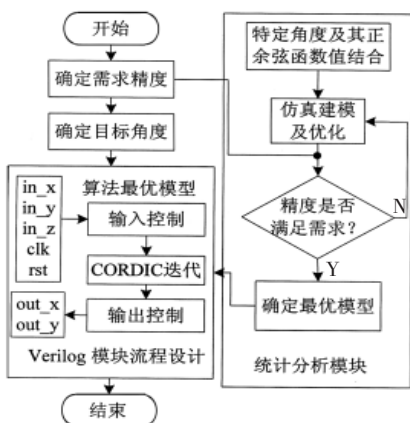 开始
确定需求精度
确定目标角度
算法最优模型
in_x
in_y
in_z
clk
rst
输入控制
CORDIC迭代
输出控制
out_x
out_y
Verilog 模块流程设计
结束
特定角度及其正
余弦函数值结合
仿真建模
及优化
精度是否
满足需求？
N
Y
确定最优模型
统计分析模块